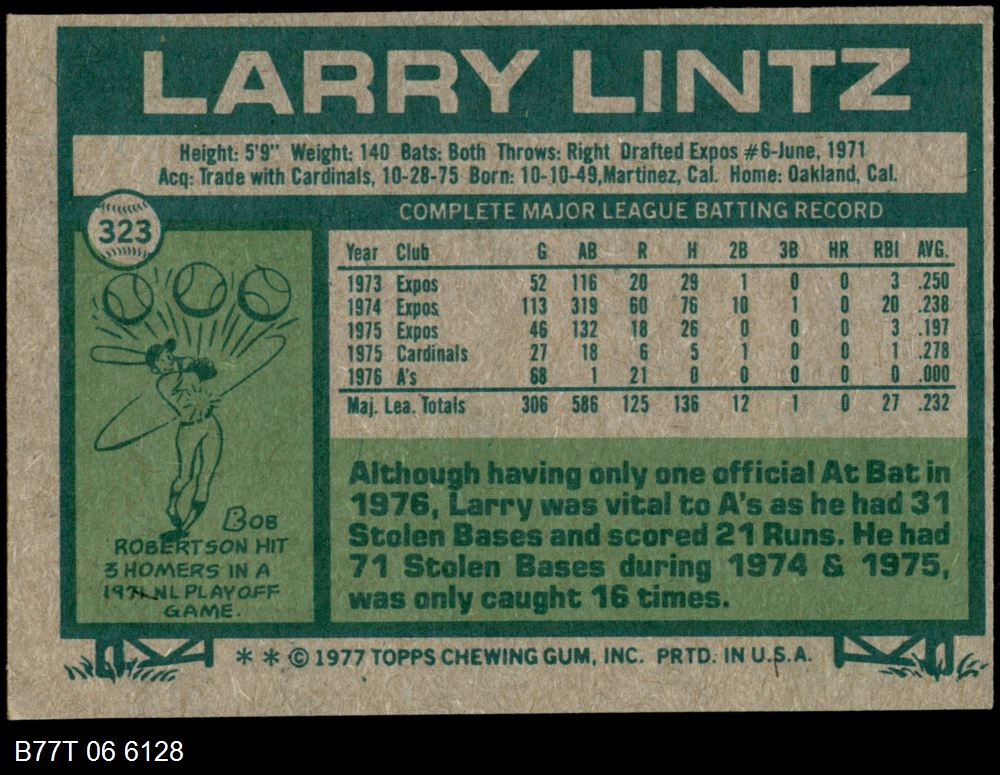 LARRY LINTZ
Height: 5'9" Weight: 140 Bats: Both Throws: Right Drafted Expos #6-June, 1971
Acq: Trade with Cardinals, 10-28-75 Born: 10-10-49, Martinez, Cal. Home: Oakland, Cal.
323
COMPLETE MAJOR LEAGUE BATTING RECORD
Year Club G AB R H 2B 3B HR RBI AVG.
1973 Expos 52 116 20 29 1 0 0 3 .250
1974 Expos 113 319 60 76 10 1 0 20 .238
1975 Expos 46 132 18 26 0 0 0 3 .197
1975 Cardinals 27 18 6 5 1 0 0 1 .278
1976 A's 68 1 21 0 0 0 0 0 .000
Maj. Lea. Totals 306 586 125 136 12 1 0 27 .232
BOB
ROBERTSON HIT
3 HOMERS IN A
1971 NL PLAYOFF
GAME.
Although having only one official At Bat in
1976, Larry was vital to A's as he had 31
Stolen Bases and scored 21 Runs. He had
71 Stolen Bases during 1974 & 1975,
was only caught 16 times.
* * © 1977 TOPPS CHEWING GUM, INC. PRTD. IN U.S.A.
B77T 06 6128